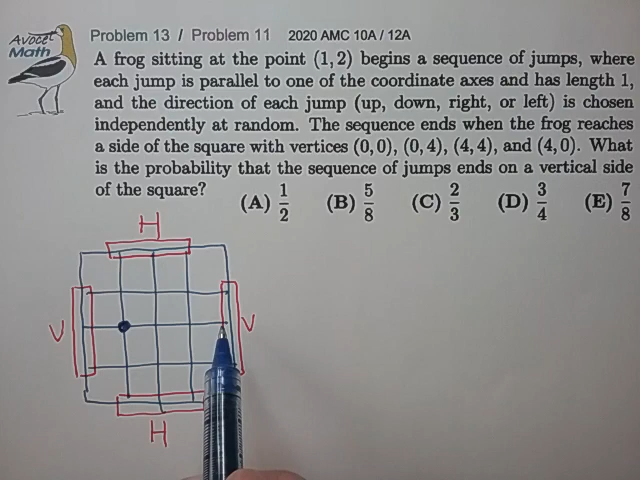 Avocet
Math
Problem 13 / Problem 11 2020 AMC 10A / 12A
A frog sitting at the point (1, 2) begins a sequence of jumps, where
each jump is parallel to one of the coordinate axes and has length 1,
and the direction of each jump (up, down, right, or left) is chosen
independently at random. The sequence ends when the frog reaches
a side of the square with vertices (0, 0), (0, 4), (4, 4), and (4, 0). What
is the probability that the sequence of jumps ends on a vertical side
of the square?
(A) 1/2 (B) 5/8 (C) 2/3 (D) 3/4 (E) 7/8
H
V V
H